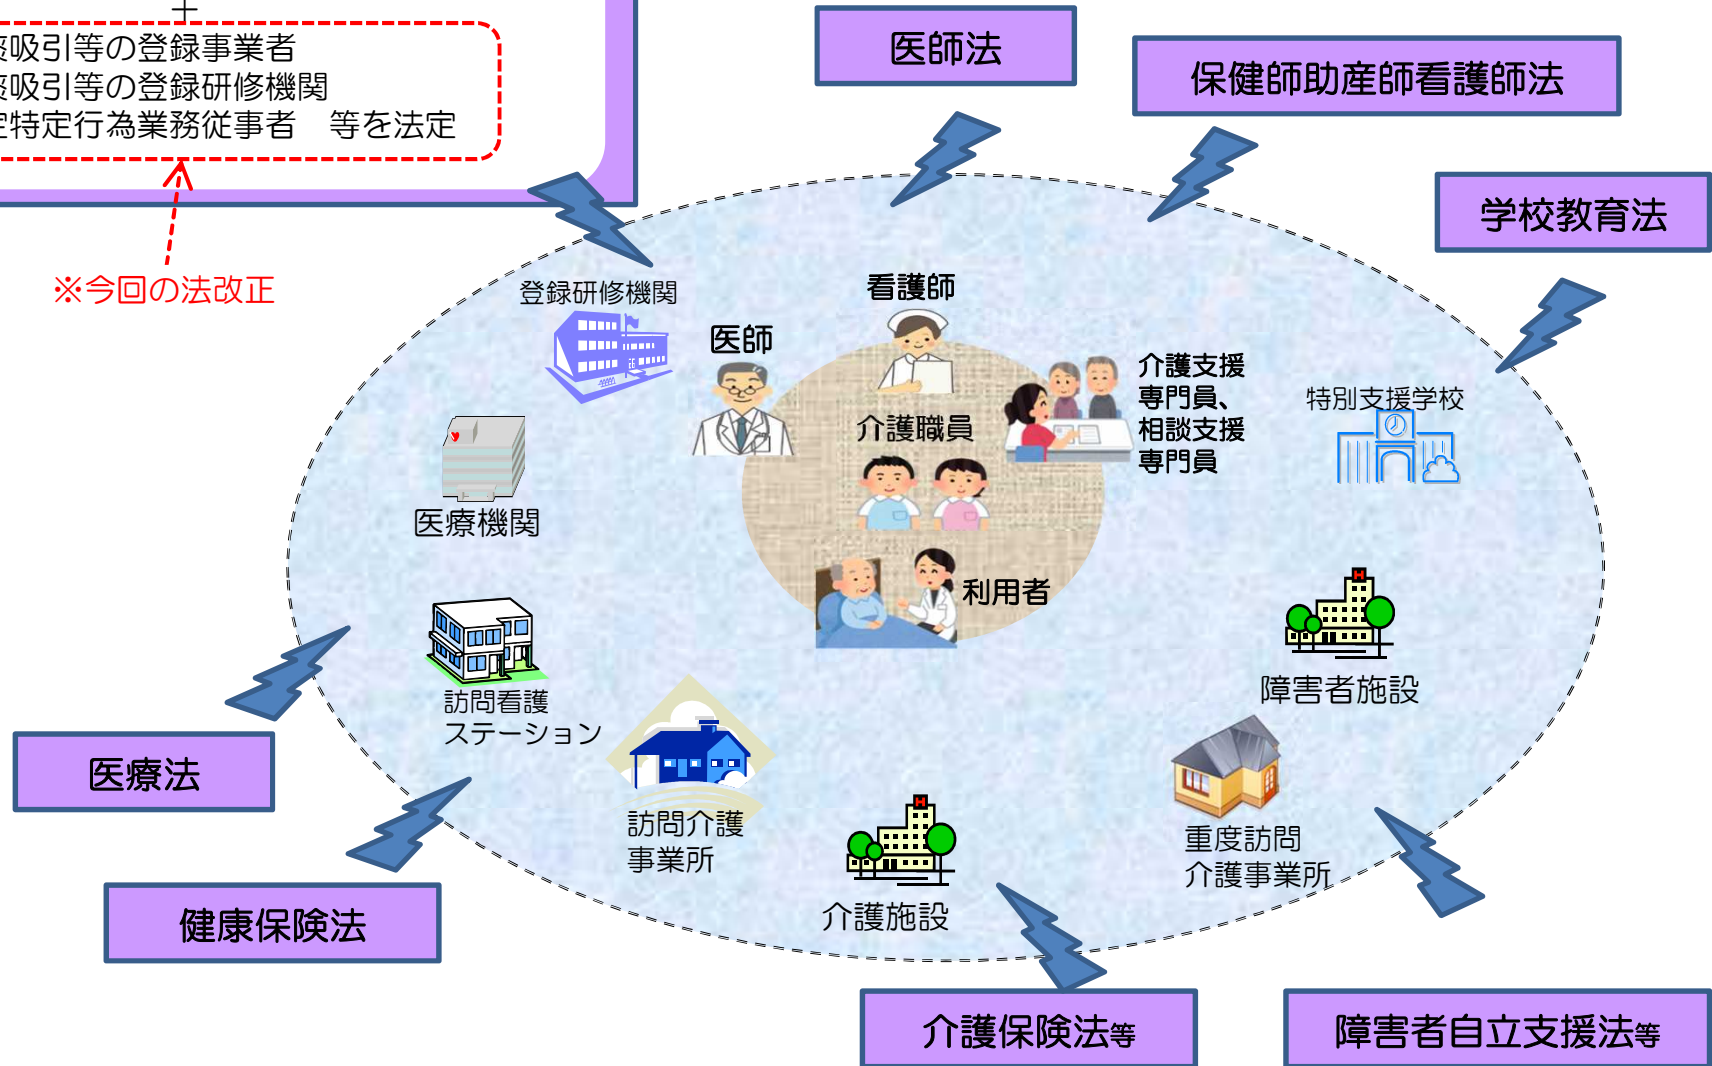 ＋
吸引等の登録事業者
吸引等の登録研修機関
特定行為業務従事者　等を法定
※今回の法改正
医師法
保健師助産師看護師法
学校教育法
登録研修機関
看護師
医師
介護支援
専門員、
相談支援
専門員
特別支援学校
介護職員
医療機関
利用者
訪問看護
ステーション
障害者施設
医療法
訪問介護
事業所
重度訪問
介護事業所
介護施設
健康保険法
介護保険法等
障害者自立支援法等